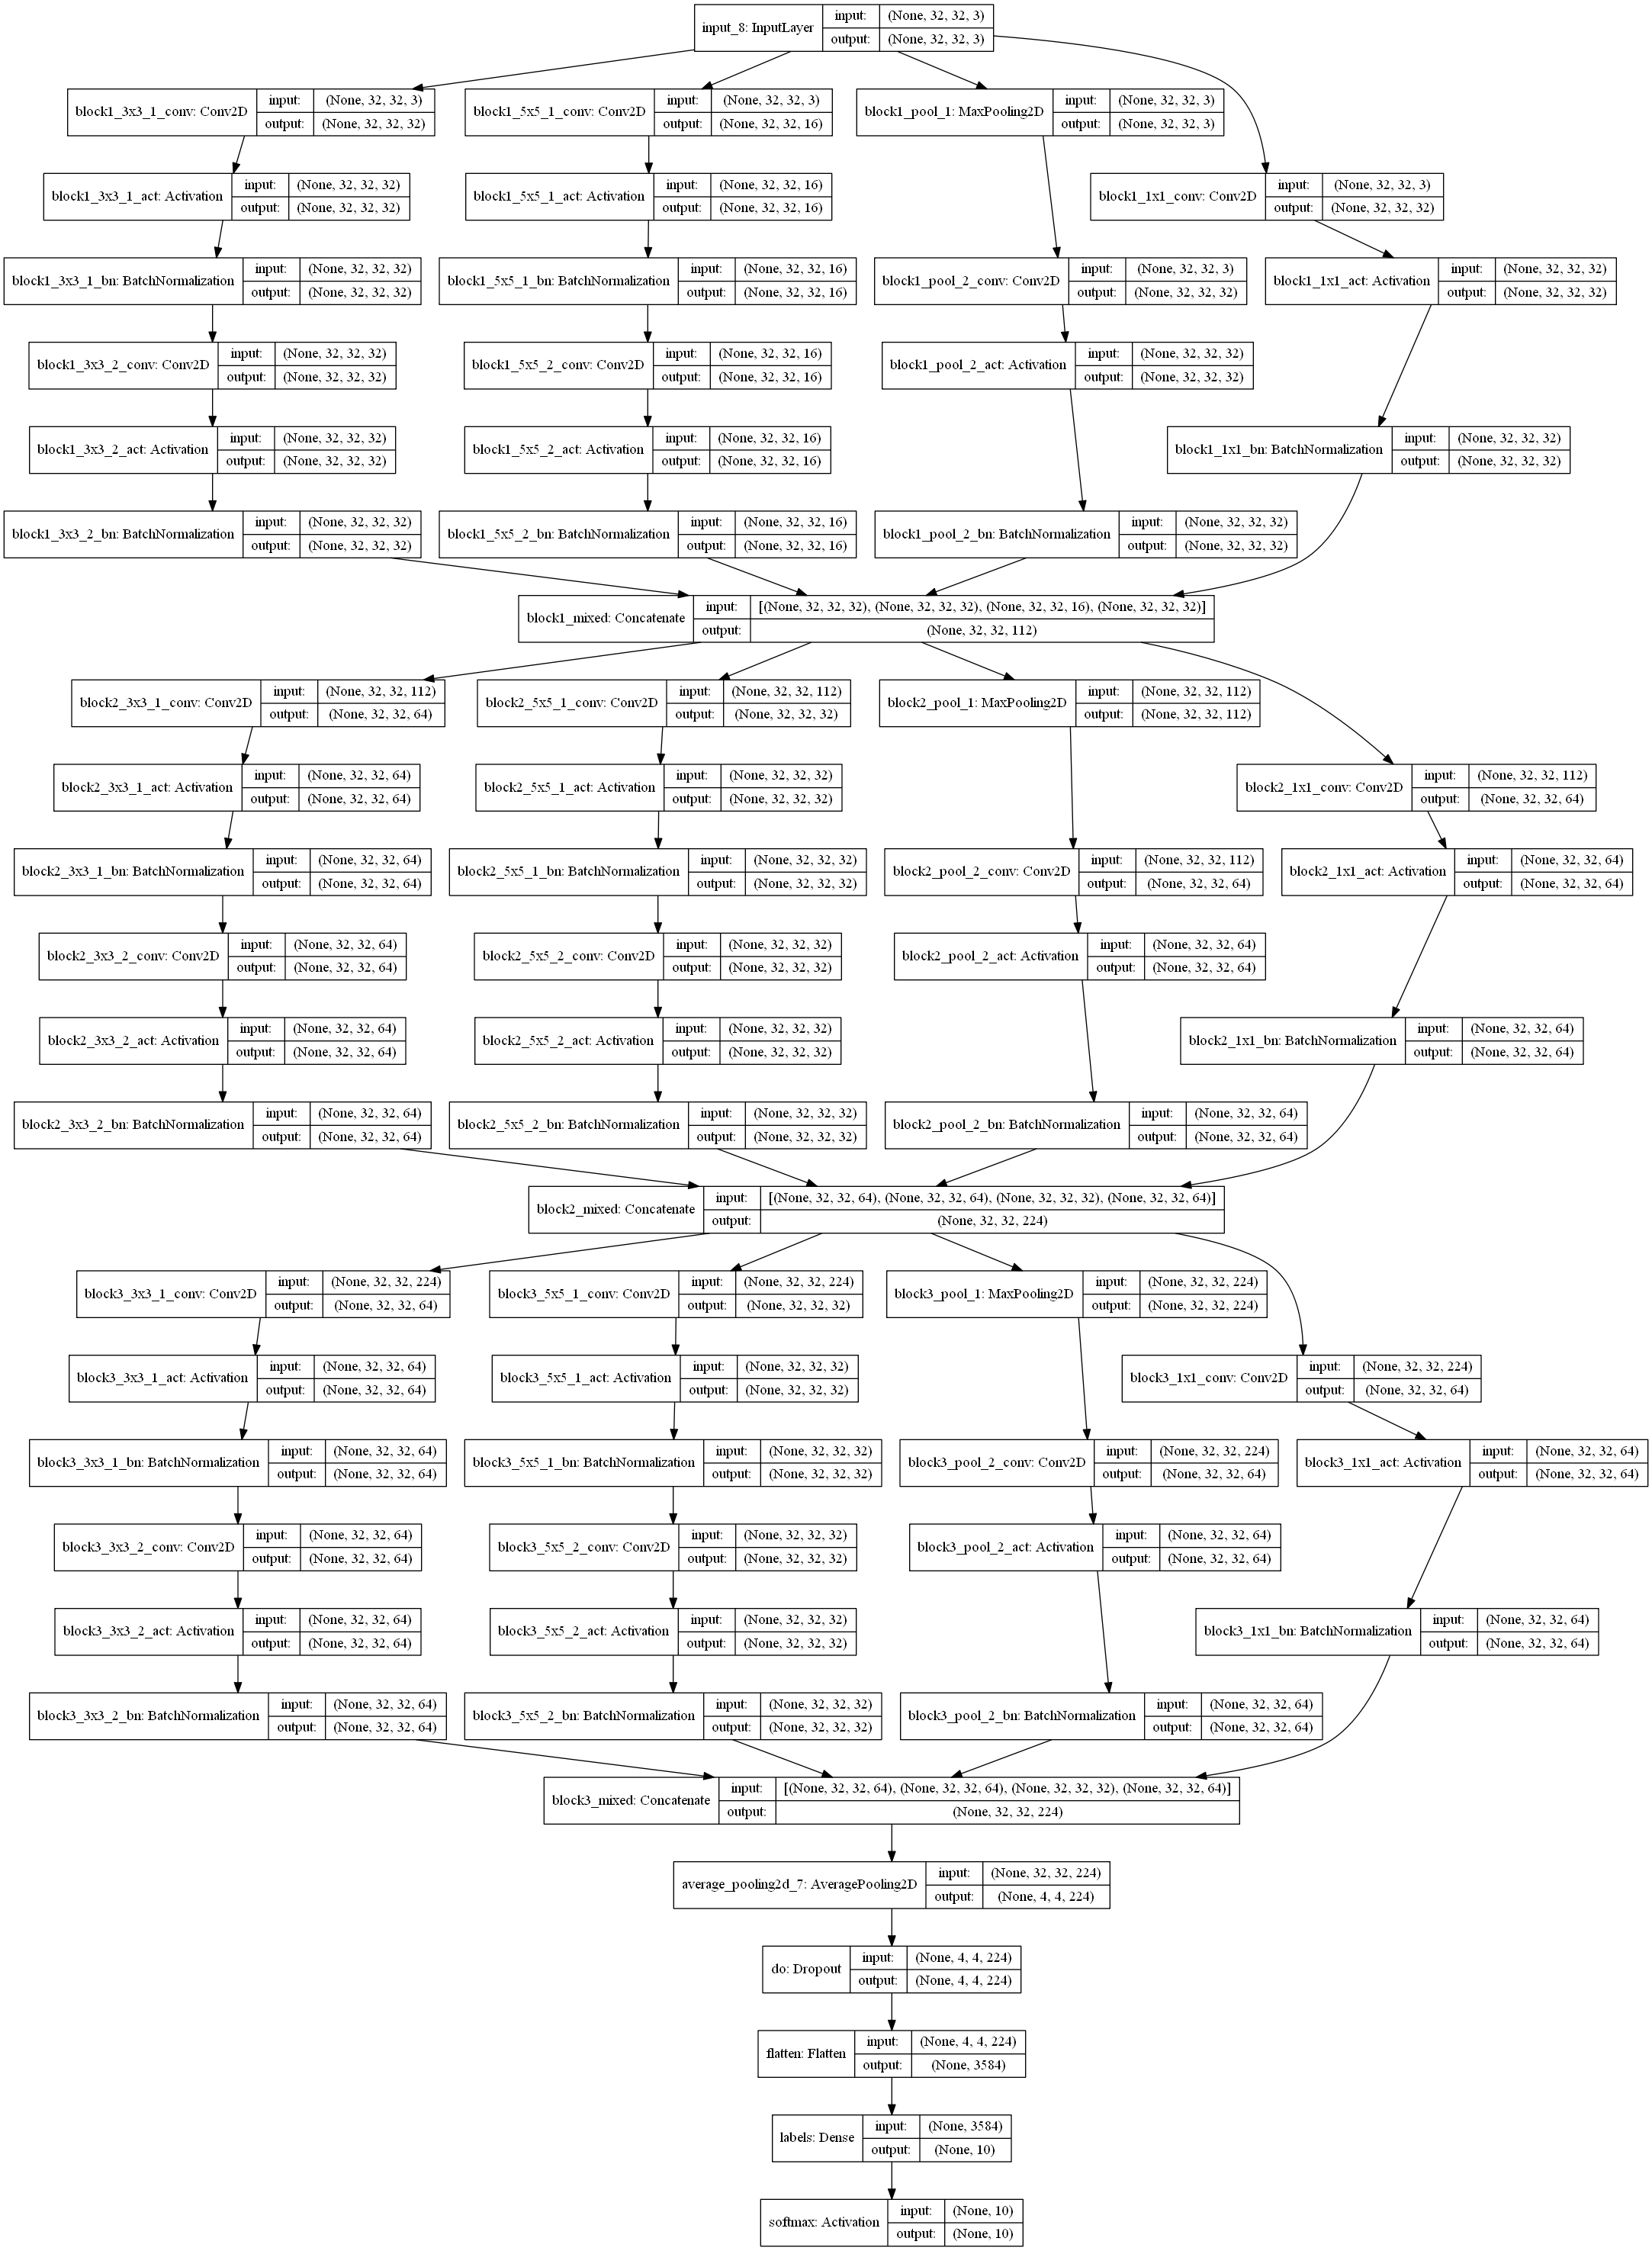 input_8: InputLayer
input: (None, 32, 32, 3)
output: (None, 32, 32, 3)
block1_3x3_1_conv: Conv2D
input: (None, 32, 32, 3)
output: (None, 32, 32, 32)
block1_5x5_1_conv: Conv2D
input: (None, 32, 32, 3)
output: (None, 32, 32, 16)
block1_pool_1: MaxPooling2D
input: (None, 32, 32, 3)
output: (None, 32, 32, 3)
block1_3x3_1_act: Activation
input: (None, 32, 32, 32)
output: (None, 32, 32, 32)
block1_5x5_1_act: Activation
input: (None, 32, 32, 16)
output: (None, 32, 32, 16)
block1_1x1_conv: Conv2D
input: (None, 32, 32, 3)
output: (None, 32, 32, 32)
block1_3x3_1_bn: BatchNormalization
input: (None, 32, 32, 32)
output: (None, 32, 32, 32)
block1_5x5_1_bn: BatchNormalization
input: (None, 32, 32, 16)
output: (None, 32, 32, 16)
block1_pool_2_conv: Conv2D
input: (None, 32, 32, 3)
output: (None, 32, 32, 32)
block1_1x1_act: Activation
input: (None, 32, 32, 32)
output: (None, 32, 32, 32)
block1_3x3_2_conv: Conv2D
input: (None, 32, 32, 32)
output: (None, 32, 32, 32)
block1_5x5_2_conv: Conv2D
input: (None, 32, 32, 16)
output: (None, 32, 32, 16)
block1_pool_2_act: Activation
input: (None, 32, 32, 32)
output: (None, 32, 32, 32)
block1_3x3_2_act: Activation
input: (None, 32, 32, 32)
output: (None, 32, 32, 32)
block1_5x5_2_act: Activation
input: (None, 32, 32, 16)
output: (None, 32, 32, 16)
block1_1x1_bn: BatchNormalization
input: (None, 32, 32, 32)
output: (None, 32, 32, 32)
block1_3x3_2_bn: BatchNormalization
input: (None, 32, 32, 32)
output: (None, 32, 32, 32)
block1_5x5_2_bn: BatchNormalization
input: (None, 32, 32, 16)
output: (None, 32, 32, 16)
block1_pool_2_bn: BatchNormalization
input: (None, 32, 32, 32)
output: (None, 32, 32, 32)
block1_mixed: Concatenate
input: [(None, 32, 32, 32), (None, 32, 32, 32), (None, 32, 32, 16), (None, 32, 32, 32)]
output: (None, 32, 32, 112)
block2_3x3_1_conv: Conv2D
input: (None, 32, 32, 112)
output: (None, 32, 32, 64)
block2_5x5_1_conv: Conv2D
input: (None, 32, 32, 112)
output: (None, 32, 32, 32)
block2_pool_1: MaxPooling2D
input: (None, 32, 32, 112)
output: (None, 32, 32, 112)
block2_3x3_1_act: Activation
input: (None, 32, 32, 64)
output: (None, 32, 32, 64)
block2_5x5_1_act: Activation
input: (None, 32, 32, 32)
output: (None, 32, 32, 32)
block2_1x1_conv: Conv2D
input: (None, 32, 32, 112)
output: (None, 32, 32, 64)
block2_3x3_1_bn: BatchNormalization
input: (None, 32, 32, 64)
output: (None, 32, 32, 64)
block2_5x5_1_bn: BatchNormalization
input: (None, 32, 32, 32)
output: (None, 32, 32, 32)
block2_pool_2_conv: Conv2D
input: (None, 32, 32, 112)
output: (None, 32, 32, 64)
block2_1x1_act: Activation
input: (None, 32, 32, 64)
output: (None, 32, 32, 64)
block2_3x3_2_conv: Conv2D
input: (None, 32, 32, 64)
output: (None, 32, 32, 64)
block2_5x5_2_conv: Conv2D
input: (None, 32, 32, 32)
output: (None, 32, 32, 32)
block2_pool_2_act: Activation
input: (None, 32, 32, 64)
output: (None, 32, 32, 64)
block2_3x3_2_act: Activation
input: (None, 32, 32, 64)
output: (None, 32, 32, 64)
block2_5x5_2_act: Activation
input: (None, 32, 32, 32)
output: (None, 32, 32, 32)
block2_1x1_bn: BatchNormalization
input: (None, 32, 32, 64)
output: (None, 32, 32, 64)
block2_3x3_2_bn: BatchNormalization
input: (None, 32, 32, 64)
output: (None, 32, 32, 64)
block2_5x5_2_bn: BatchNormalization
input: (None, 32, 32, 32)
output: (None, 32, 32, 32)
block2_pool_2_bn: BatchNormalization
input: (None, 32, 32, 64)
output: (None, 32, 32, 64)
block2_mixed: Concatenate
input: [(None, 32, 32, 64), (None, 32, 32, 64), (None, 32, 32, 32), (None, 32, 32, 64)]
output: (None, 32, 32, 224)
block3_3x3_1_conv: Conv2D
input: (None, 32, 32, 224)
output: (None, 32, 32, 64)
block3_5x5_1_conv: Conv2D
input: (None, 32, 32, 224)
output: (None, 32, 32, 32)
block3_pool_1: MaxPooling2D
input: (None, 32, 32, 224)
output: (None, 32, 32, 224)
block3_3x3_1_act: Activation
input: (None, 32, 32, 64)
output: (None, 32, 32, 64)
block3_5x5_1_act: Activation
input: (None, 32, 32, 32)
output: (None, 32, 32, 32)
block3_1x1_conv: Conv2D
input: (None, 32, 32, 224)
output: (None, 32, 32, 64)
block3_3x3_1_bn: BatchNormalization
input: (None, 32, 32, 64)
output: (None, 32, 32, 64)
block3_5x5_1_bn: BatchNormalization
input: (None, 32, 32, 32)
output: (None, 32, 32, 32)
block3_pool_2_conv: Conv2D
input: (None, 32, 32, 224)
output: (None, 32, 32, 64)
block3_1x1_act: Activation
input: (None, 32, 32, 64)
output: (None, 32, 32, 64)
block3_3x3_2_conv: Conv2D
input: (None, 32, 32, 64)
output: (None, 32, 32, 64)
block3_5x5_2_conv: Conv2D
input: (None, 32, 32, 32)
output: (None, 32, 32, 32)
block3_pool_2_act: Activation
input: (None, 32, 32, 64)
output: (None, 32, 32, 64)
block3_3x3_2_act: Activation
input: (None, 32, 32, 64)
output: (None, 32, 32, 64)
block3_5x5_2_act: Activation
input: (None, 32, 32, 32)
output: (None, 32, 32, 32)
block3_1x1_bn: BatchNormalization
input: (None, 32, 32, 64)
output: (None, 32, 32, 64)
block3_3x3_2_bn: BatchNormalization
input: (None, 32, 32, 64)
output: (None, 32, 32, 64)
block3_5x5_2_bn: BatchNormalization
input: (None, 32, 32, 32)
output: (None, 32, 32, 32)
block3_pool_2_bn: BatchNormalization
input: (None, 32, 32, 64)
output: (None, 32, 32, 64)
block3_mixed: Concatenate
input: [(None, 32, 32, 64), (None, 32, 32, 64), (None, 32, 32, 32), (None, 32, 32, 64)]
output: (None, 32, 32, 224)
average_pooling2d_7: AveragePooling2D
input: (None, 32, 32, 224)
output: (None, 4, 4, 224)
do: Dropout
input: (None, 4, 4, 224)
output: (None, 4, 4, 224)
flatten: Flatten
input: (None, 4, 4, 224)
output: (None, 3584)
labels: Dense
input: (None, 3584)
output: (None, 10)
softmax: Activation
input: (None, 10)
output: (None, 10)